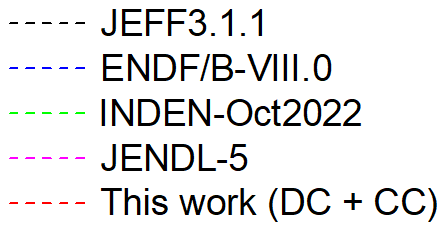 JEFF3.1.1
ENDF/B-VIII.0
INDEN-Oct2022
JENDL-5
This work (DC + CC)